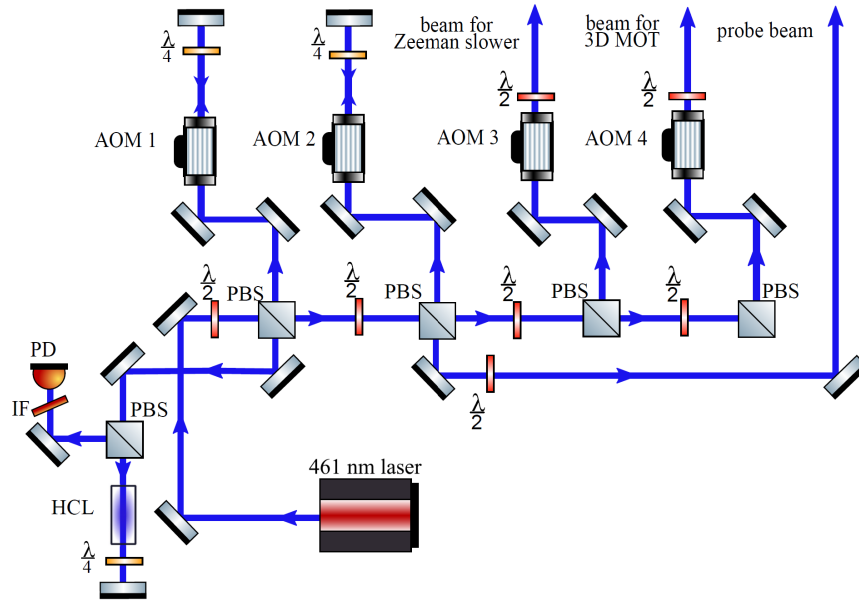 λ/4
λ/4
beam for
Zeeman slower
beam for
3D MOT
probe beam
λ/2
λ/2
AOM 1
AOM 2
AOM 3
AOM 4
λ/2
PBS
λ/2
PBS
λ/2
PBS
λ/2
PBS
PD
IF
PBS
λ/2
461 nm laser
HCL
λ/4